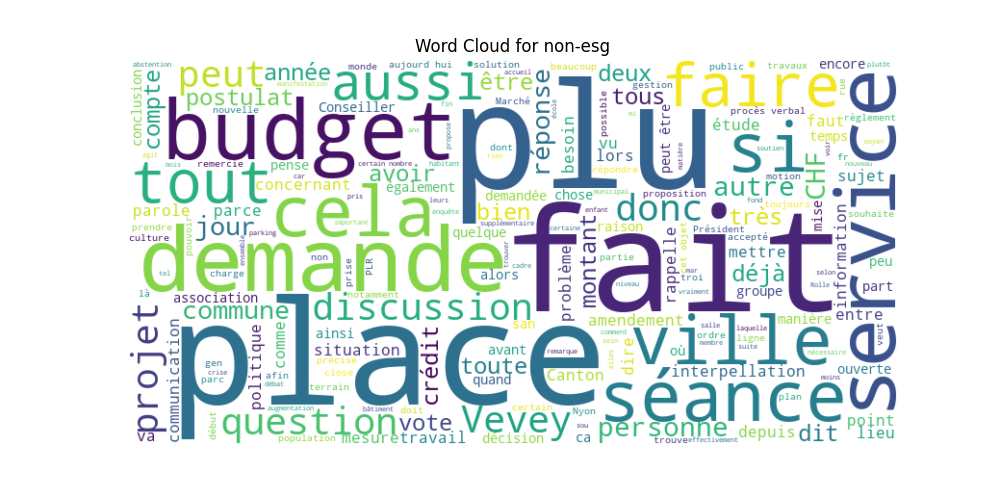 Word Cloud for non-esg
abstention
conclusion
compte
peut
année
postulat
nouvelle
monde
aujourd hui
aussi
Conseiller
être
beaucoup
solution
accueil
réponse
deux
gestion
tous
possible
public
travaux
encore
plutôt
rue
faire
procès verbal
règlement
manifestation
budget
plu
si
service
étude
faut
temps
besoin
vu
lors
peut être
école
Marché
fan
propose
ans
dont
rien
mi
matière
moyen
voir
fr
nouveau
soutien
motion
sujet
CHF
agit
mois
remercie
pense
certain nombre
habitant
car
tout
concernant
avoir
également
demandée
chose
répondre
proposition
autre
toujours
fond
souhaite
mise
parole
parce
cela
pris
leurs
quelque
bien
supplémentaire
enfant
municipal
donc
très
Président
accepté
information
prendre
pouvoir
jour
important
enquête
certaine
raison
cet objet
mettre
peu
culture
parking
ensemble
non
prise
PLR
demande
alors
trouver
cadre
fait
problème
montant
partie
rappelle
troi
mar
déjà
vraiment
niveau
groupe
selon
Rolle
part
tel
charge
là
association
notamment
discussion
commune
projet
communication
ainsi
san
amendement
manière
entre
veut
situation
politique
comme
crédit
place
avant
remarque
comment
sein
dire
elles
où
ville
salle
ordre
membre
laquelle
ligne
suite
nécessaire
ouverte
gen
crise
parc
précise
afin
close
débat
terrain
toute
quand
Canton
interpellation
moins
plan
augmentation
bâtiment
doit
certain
Nyon
séance
début
question
vote
Vevey
sou
personne
depuis
dit
point
lieu
<a
population
mesure
travail
décision
ca
trouve
effectivement